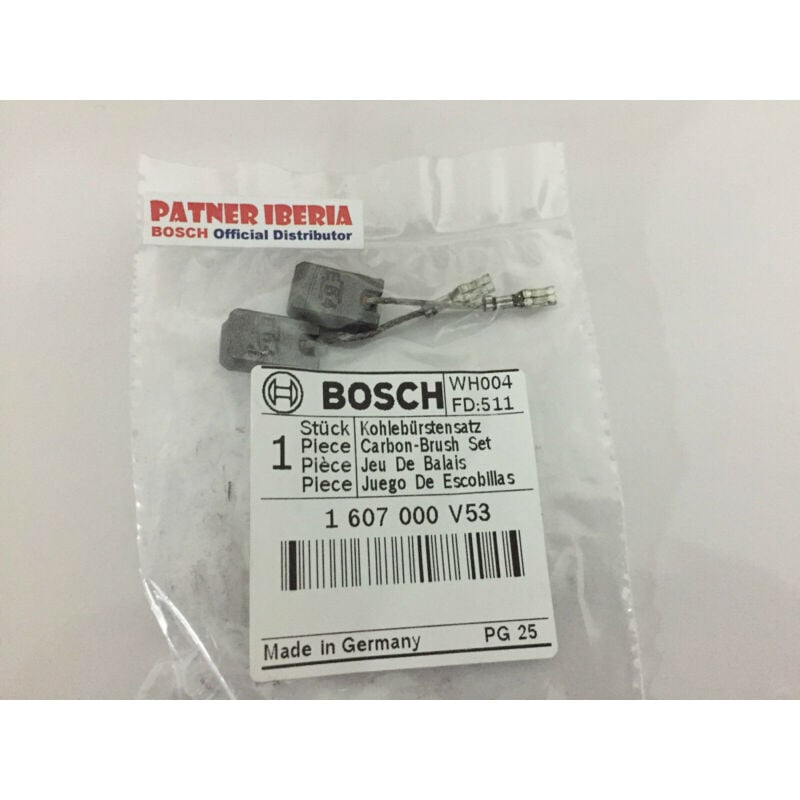 PATNER IBERIA
BOSCH Official Distributor
E64
BOSCH
WH004
FD:511
1
Stück Kohlebürstensatz
Piece Carbon-Brush Set
Pièce Jeu De Balais
Piece Juego De Escobillas
1 607 000 V53
Made in Germany PG 25